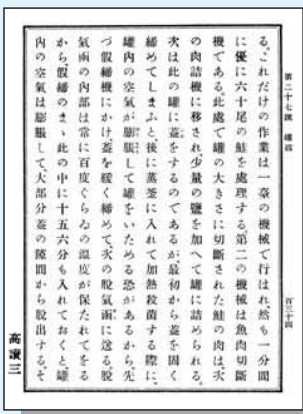 第二十七課 罐詰
百三十四
る。これだけの作業は一臺の機械で行はれ、然も一分間
に優に六十尾の鮭を處理する。第二の機械は魚肉切斷
機である。此處で罐の大きさに切斷された鮭の肉は、次
の肉詰機に移され少量の鹽を加へて罐に詰められる。
次は此の罐に蓋をするのであるが、最初から蓋を固く
締めてしまふと、後に蒸釜に入れて加熱殺菌する際に、
罐内の空氣が膨脹して罐をいためる恐があるから、先
づ假締機にかけ蓋を緩く締めて次の脱氣函に送る。脱
氣函の内部は常に百度ぐらゐの温度が保たれてゐる
から、假締のまゝ此の中に十五六分も入れておくと、罐
内の空氣は膨脹して、大部分蓋の隙間から脱出する。そ
高讀三